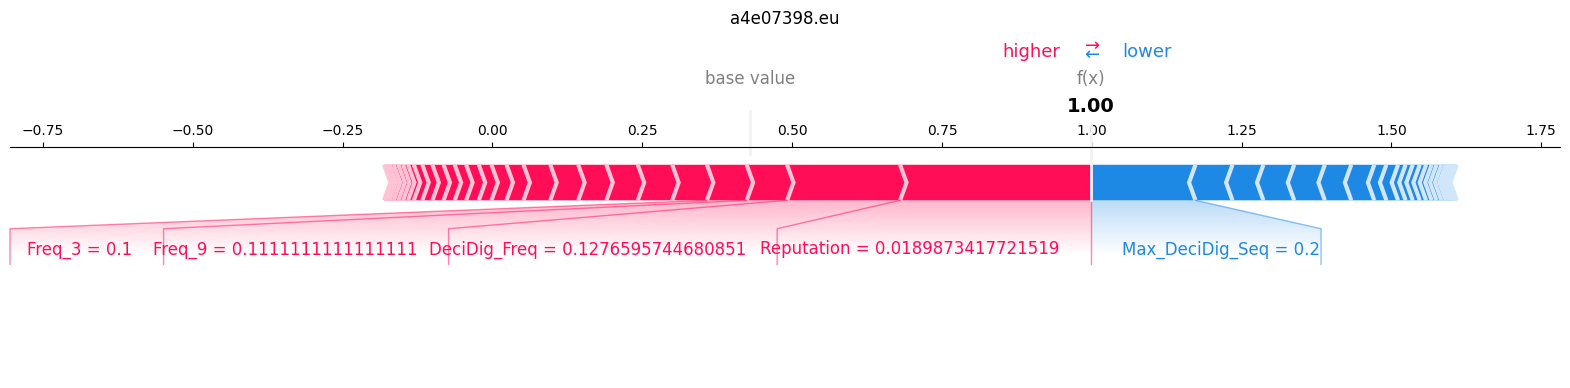 a4e07398.eu
higher ⇄ lower
base value f(x)
1.00
−0.75 −0.50 −0.25 0.00 0.25 0.50 0.75 1.00 1.25 1.50 1.75
Freq_3 = 0.1 Freq_9 = 0.1111111111111111 DeciDig_Freq = 0.1276595744680851 Reputation = 0.0189873417721519 Max_DeciDig_Seq = 0.2